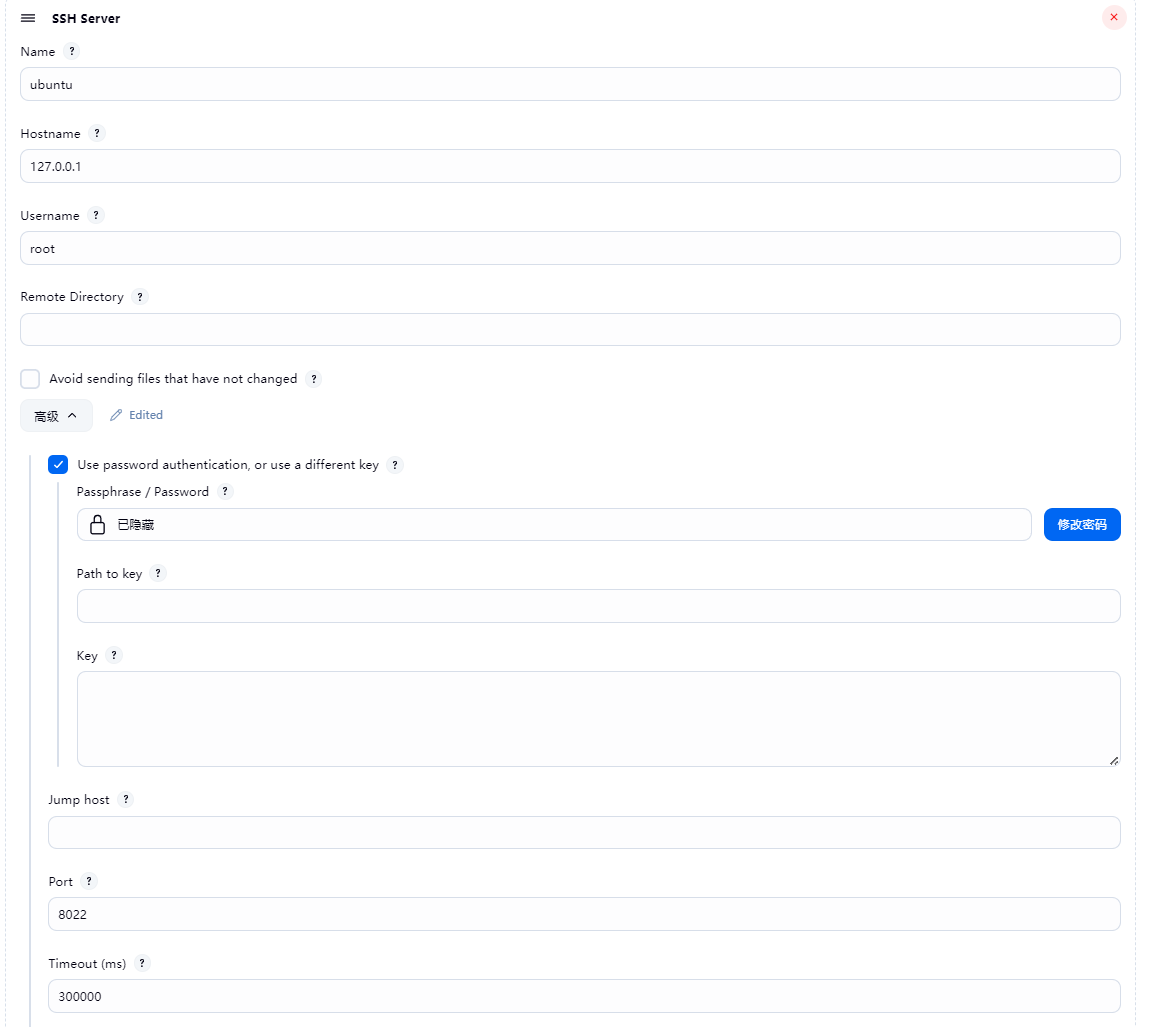 SSH Server
Name ?
ubuntu
Hostname ?
127.0.0.1
Username ?
root
Remote Directory ?
Avoid sending files that have not changed ?
高级 Edited
Use password authentication, or use a different key ?
Passphrase / Password ?
已隐藏 修改密码
Path to key ?
Key ?
Jump host ?
Port ?
8022
Timeout (ms) ?
300000